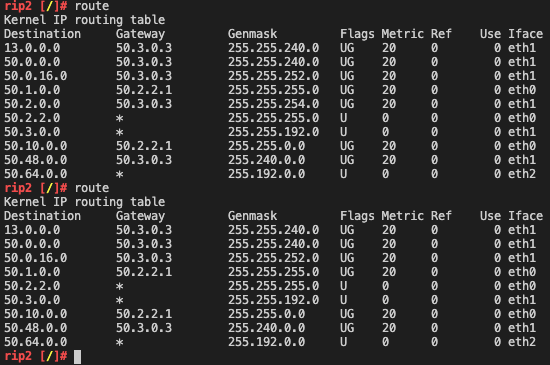 rip2 [/]# route
Kernel IP routing table
Destination Gateway Genmask Flags Metric Ref Use Iface
13.0.0.0 50.3.0.3 255.255.240.0 UG 20 0 0 eth1
50.0.0.0 50.3.0.3 255.255.240.0 UG 20 0 0 eth1
50.0.16.0 50.3.0.3 255.255.252.0 UG 20 0 0 eth1
50.1.0.0 50.2.2.1 255.255.255.0 UG 20 0 0 eth0
50.2.0.0 50.3.0.3 255.255.254.0 UG 20 0 0 eth1
50.2.2.0 * 255.255.255.0 U 0 0 0 eth0
50.3.0.0 * 255.255.192.0 U 0 0 0 eth1
50.10.0.0 50.2.2.1 255.255.0.0 UG 20 0 0 eth0
50.48.0.0 50.3.0.3 255.240.0.0 UG 20 0 0 eth1
50.64.0.0 * 255.192.0.0 U 0 0 0 eth2
rip2 [/]# route
Kernel IP routing table
Destination Gateway Genmask Flags Metric Ref Use Iface
13.0.0.0 50.3.0.3 255.255.240.0 UG 20 0 0 eth1
50.0.0.0 50.3.0.3 255.255.240.0 UG 20 0 0 eth1
50.0.16.0 50.3.0.3 255.255.252.0 UG 20 0 0 eth1
50.1.0.0 50.2.2.1 255.255.255.0 UG 20 0 0 eth0
50.2.2.0 * 255.255.255.0 U 0 0 0 eth0
50.3.0.0 * 255.255.192.0 U 0 0 0 eth1
50.10.0.0 50.2.2.1 255.255.0.0 UG 20 0 0 eth0
50.48.0.0 50.3.0.3 255.240.0.0 UG 20 0 0 eth1
50.64.0.0 * 255.192.0.0 U 0 0 0 eth2
rip2 [/]#